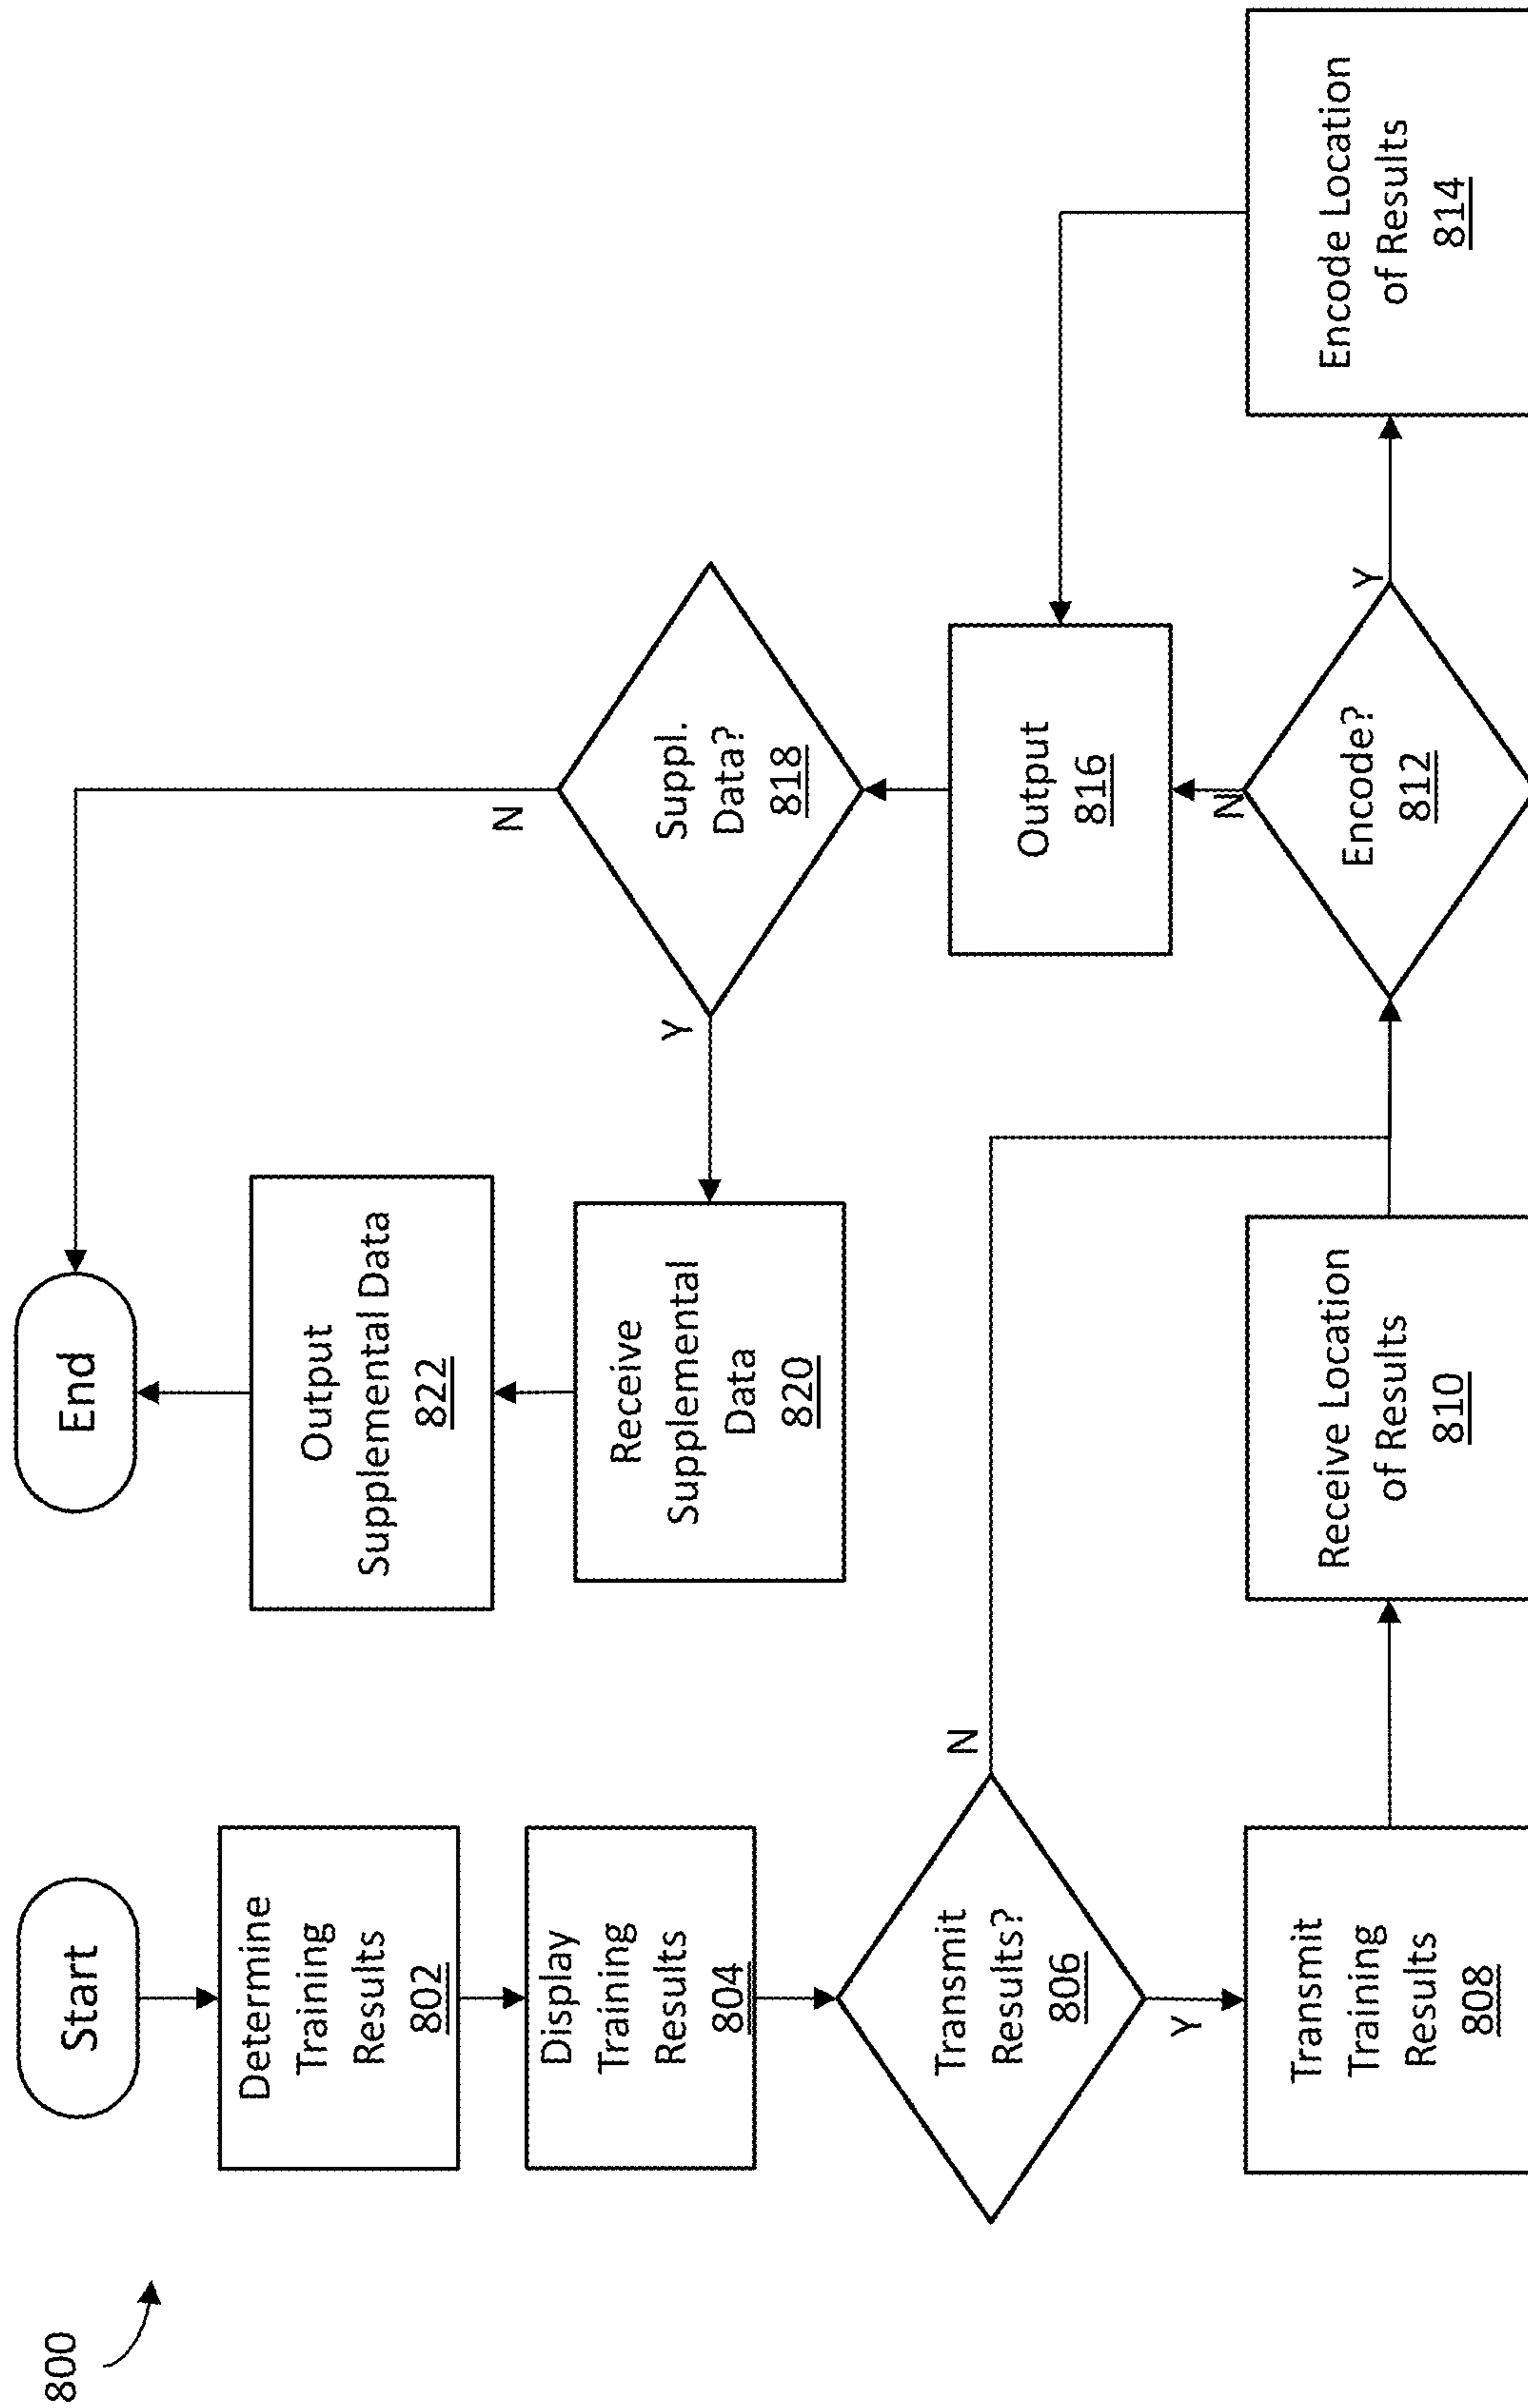 800
Start
Determine
Training
Results
802
Display
Training
Results
804
Transmit
Results?
806
N
Y
Transmit
Training
Results
808
Receive Location
of Results
810
Encode?
812
Y
N
Encode Location
of Results
814
Output
816
Suppl.
Data?
818
N
Y
Receive
Supplemental
Data
820
Output
Supplemental Data
822
End